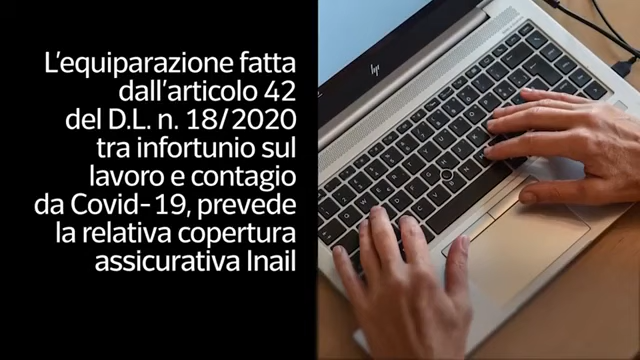 L'equiparazione fatta
dall'articolo 42
del D.L. n. 18/2020
tra infortunio sul
lavoro e contagio
da Covid-19, prevede
la relativa copertura
assicurativa Inail
hp